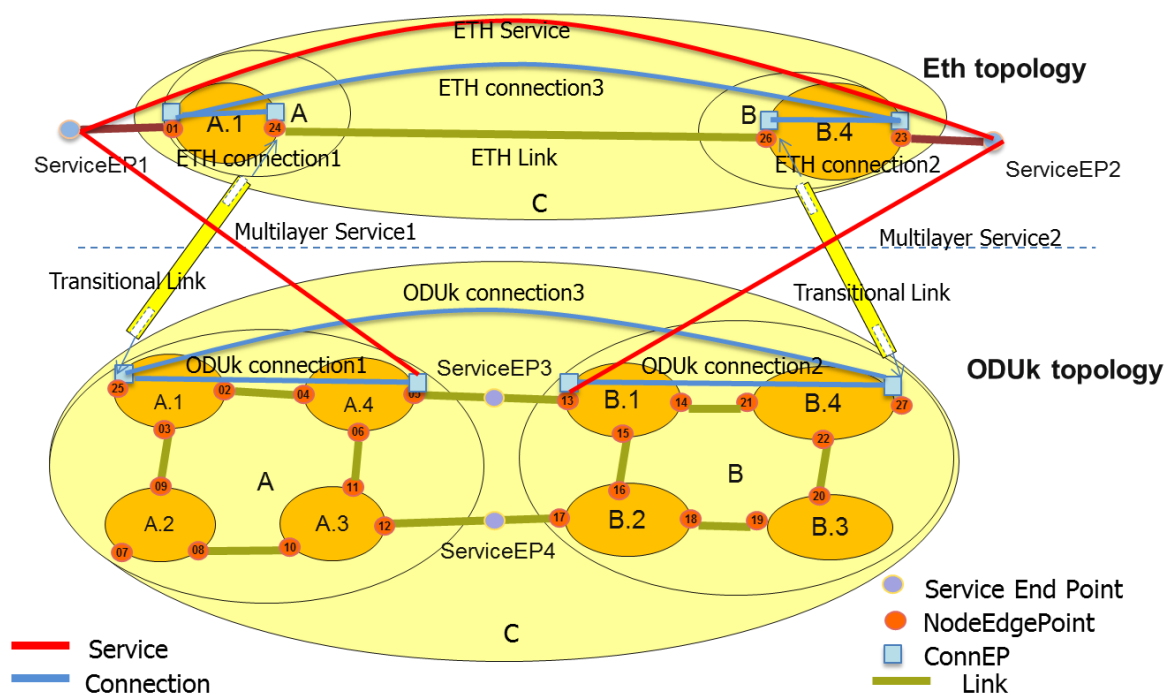 ETH Service
Eth topology
ETH connection3
A.1
A
B
B.4
01
24
26
23
ServiceEP1
ETH connection1
ETH Link
ETH connection2
ServiceEP2
C
Multilayer Service1
Multilayer Service2
Transitional Link
ODUk connection3
Transitional Link
ODUk connection1
ServiceEP3
ODUk connection2
ODUk topology
25
A.1
02
04
A.4
05
13
B.1
14
21
B.4
27
03
06
15
22
09
A
11
16
B
20
A.2
A.3
12
17
B.2
18
19
B.3
07
08
10
ServiceEP4
Service End Point
C
NodeEdgePoint
Service
ConnEP
Connection
Link